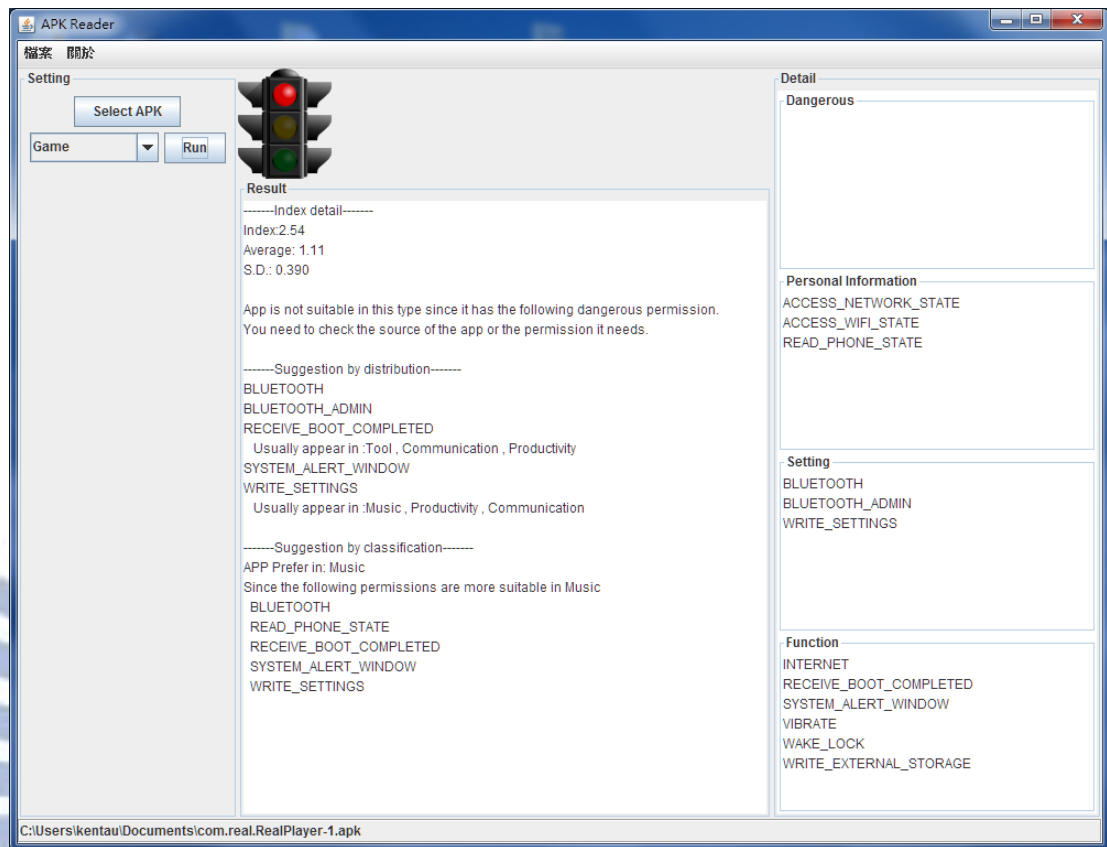 APK Reader
檔案 關於
Setting
Select APK
Game Run
Result
-------Index detail-------
Index:2.54
Average: 1.11
S.D.: 0.390
App is not suitable in this type since it has the following dangerous permission.
You need to check the source of the app or the permission it needs.
-------Suggestion by distribution-------
BLUETOOTH
BLUETOOTH_ADMIN
RECEIVE_BOOT_COMPLETED
Usually appear in :Tool , Communication , Productivity
SYSTEM_ALERT_WINDOW
WRITE_SETTINGS
Usually appear in :Music , Productivity , Communication
-------Suggestion by classification-------
APP Prefer in: Music
Since the following permissions are more suitable in Music
BLUETOOTH
READ_PHONE_STATE
RECEIVE_BOOT_COMPLETED
SYSTEM_ALERT_WINDOW
WRITE_SETTINGS
Detail
Dangerous
Personal Information
ACCESS_NETWORK_STATE
ACCESS_WIFI_STATE
READ_PHONE_STATE
Setting
BLUETOOTH
BLUETOOTH_ADMIN
WRITE_SETTINGS
Function
INTERNET
RECEIVE_BOOT_COMPLETED
SYSTEM_ALERT_WINDOW
VIBRATE
WAKE_LOCK
WRITE_EXTERNAL_STORAGE
C:\Users\kentau\Documents\com.real.RealPlayer-1.apk